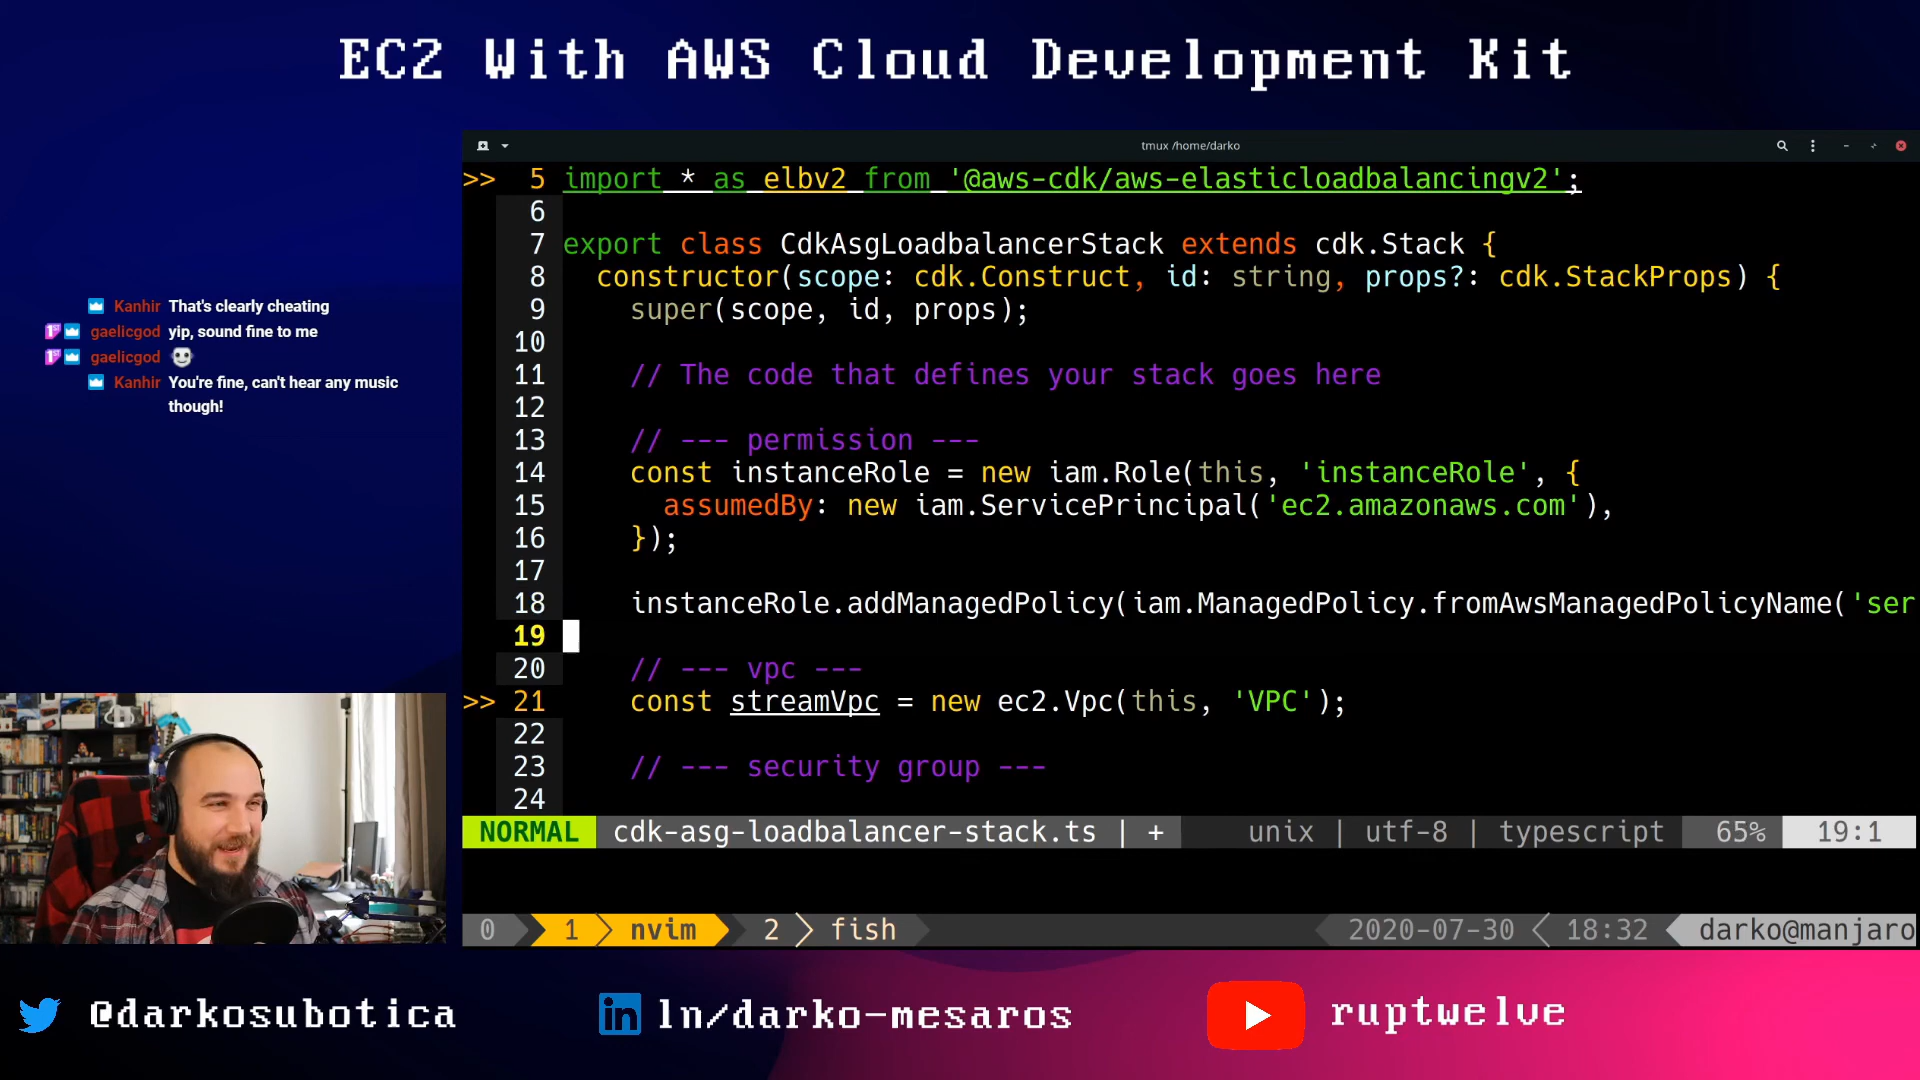 EC2 With AWS Cloud Development Kit
tmux /home/darko
>> 5 import * as elbv2 from '@aws-cdk/aws-elasticloadbalancingv2';
6
7 export class CdkAsgLoadbalancerStack extends cdk.Stack {
8 constructor(scope: cdk.Construct, id: string, props?: cdk.StackProps) {
9 super(scope, id, props);
10
11 // The code that defines your stack goes here
12
13 // --- permission ---
14 const instanceRole = new iam.Role(this, 'instanceRole', {
15 assumedBy: new iam.ServicePrincipal('ec2.amazonaws.com'),
16 });
17
18 instanceRole.addManagedPolicy(iam.ManagedPolicy.fromAwsManagedPolicyName('ser
19
20 // --- vpc ---
>> 21 const streamVpc = new ec2.Vpc(this, 'VPC');
22
23 // --- security group ---
24
NORMAL cdk-asg-loadbalancer-stack.ts | + unix | utf-8 | typescript 65% 19:1
0 1 nvim 2 fish 2020-07-30 18:32 darko@manjaro
Kanhir That's clearly cheating
gaelicgod yip, sound fine to me
gaelicgod
Kanhir You're fine, can't hear any music
though!
@darkosubotica
in ln/darko-mesaros
ruptwelve